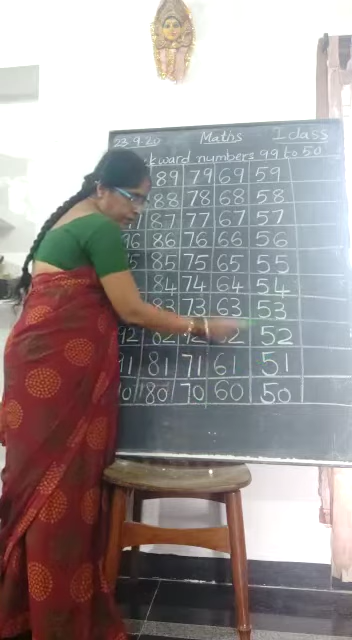 23.9.20 Maths I class
kward numbers 99 to 50
89 79 69 59
88 78 68 58
87 77 67 57
96 86 76 66 56
85 75 65 55
84 74 64 54
83 73 63 53
92 82 52
91 81 71 61 51
80 70 60 50